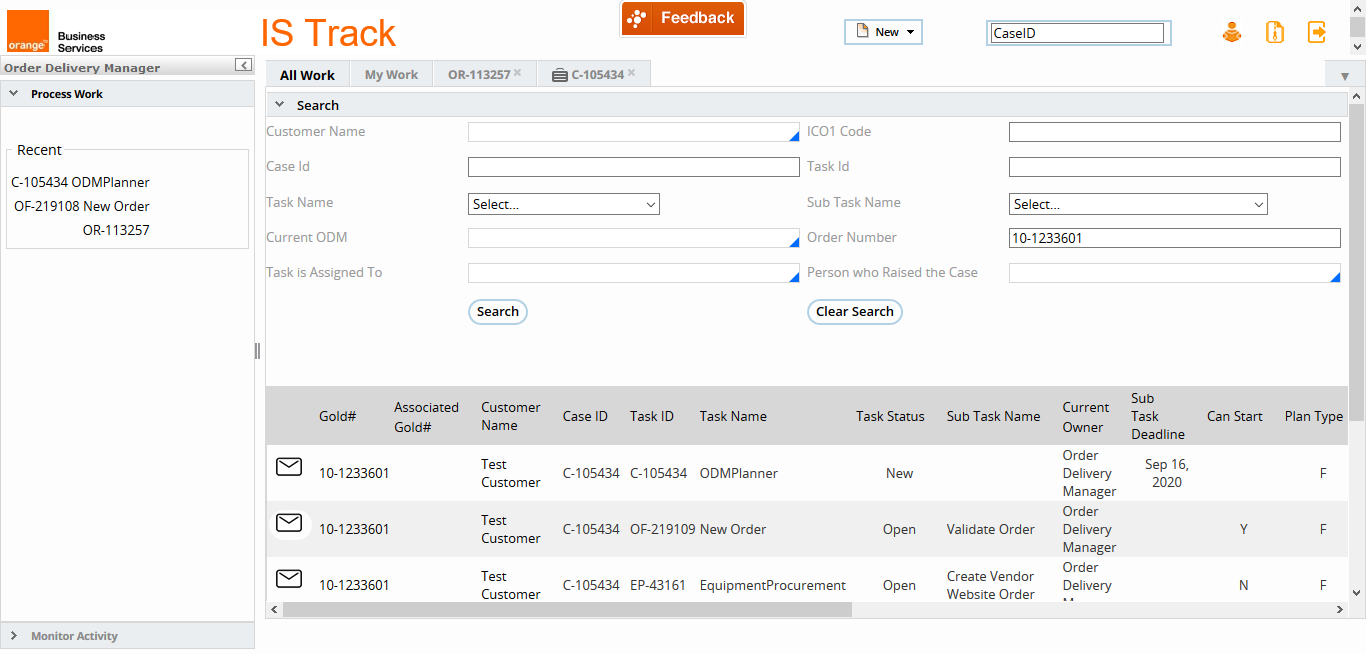 orange™
Business
Services
IS Track
Feedback
New
CaseID
Order Delivery Manager
All Work
My Work
OR-113257
C-105434
Process Work
Search
Customer Name
ICO1 Code
Case Id
Task Id
Task Name
Select...
Sub Task Name
Select...
Current ODM
Order Number
10-1233601
Task is Assigned To
Person who Raised the Case
Search
Clear Search
Recent
C-105434 ODMPlanner
OF-219108 New Order
OR-113257
Gold#
Associated
Gold#
Customer
Name
Case ID
Task ID
Task Name
Task Status
Sub Task Name
Current
Owner
Sub
Task
Deadline
Can Start
Plan Type
10-1233601
Test
Customer
C-105434
C-105434
ODMPlanner
New
Order
Delivery
Manager
Sep 16,
2020
F
10-1233601
Test
Customer
C-105434
OF-219109
New Order
Open
Validate Order
Order
Delivery
Manager
Y
F
10-1233601
Test
Customer
C-105434
EP-43161
EquipmentProcurement
Open
Create Vendor
Website Order
Order
Delivery
N
F
Monitor Activity